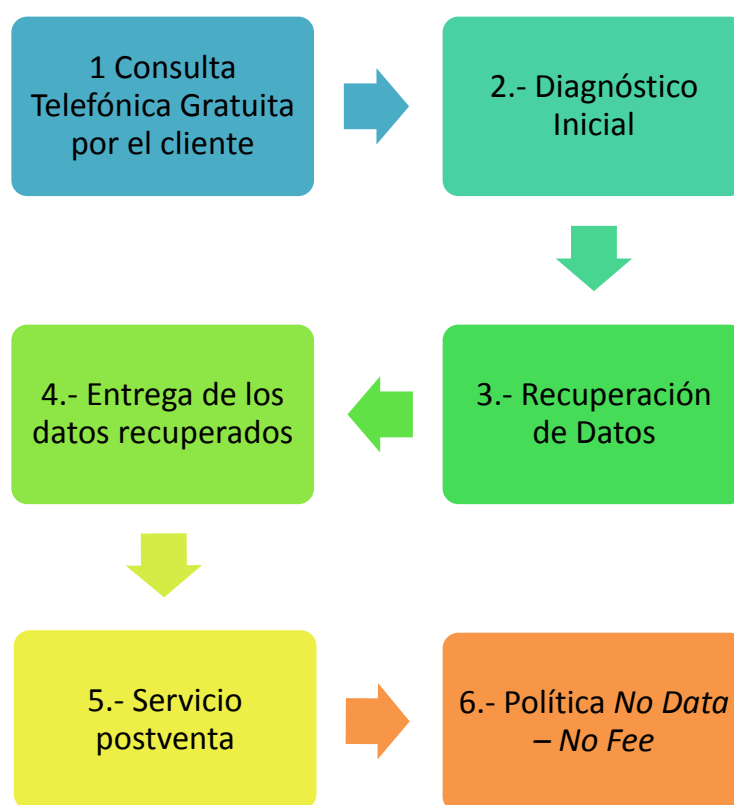 1 Consulta
Telefónica Gratuita
por el cliente
2.- Diagnóstico
Inicial
3.- Recuperación
de Datos
4.- Entrega de los
datos recuperados
5.- Servicio
postventa
6.- Política No Data
– No Fee